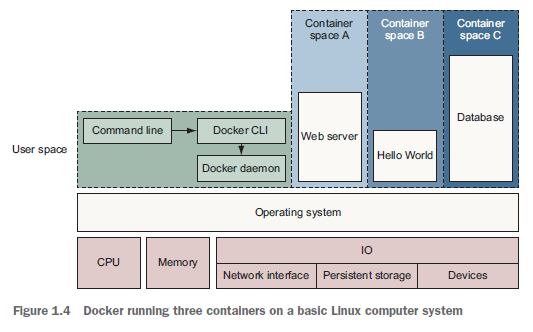 Container
space A
Container
space B
Container
space C
Command line
Docker CLI
Docker daemon
User space
Web server
Hello World
Database
Operating system
CPU
Memory
IO
Network interface
Persistent storage
Devices
Figure 1.4 Docker running three containers on a basic Linux computer system